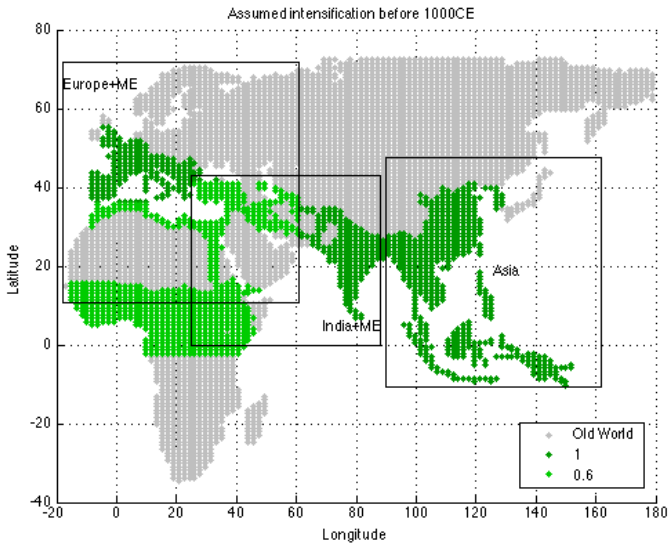 Assumed intensification before 1000CE
80
60
40
20
0
-20
-40
Latitude
Europe+ME
Asia
India+ME
Old World
1
0.6
-20 0 20 40 60 80 100 120 140 160 180
Longitude